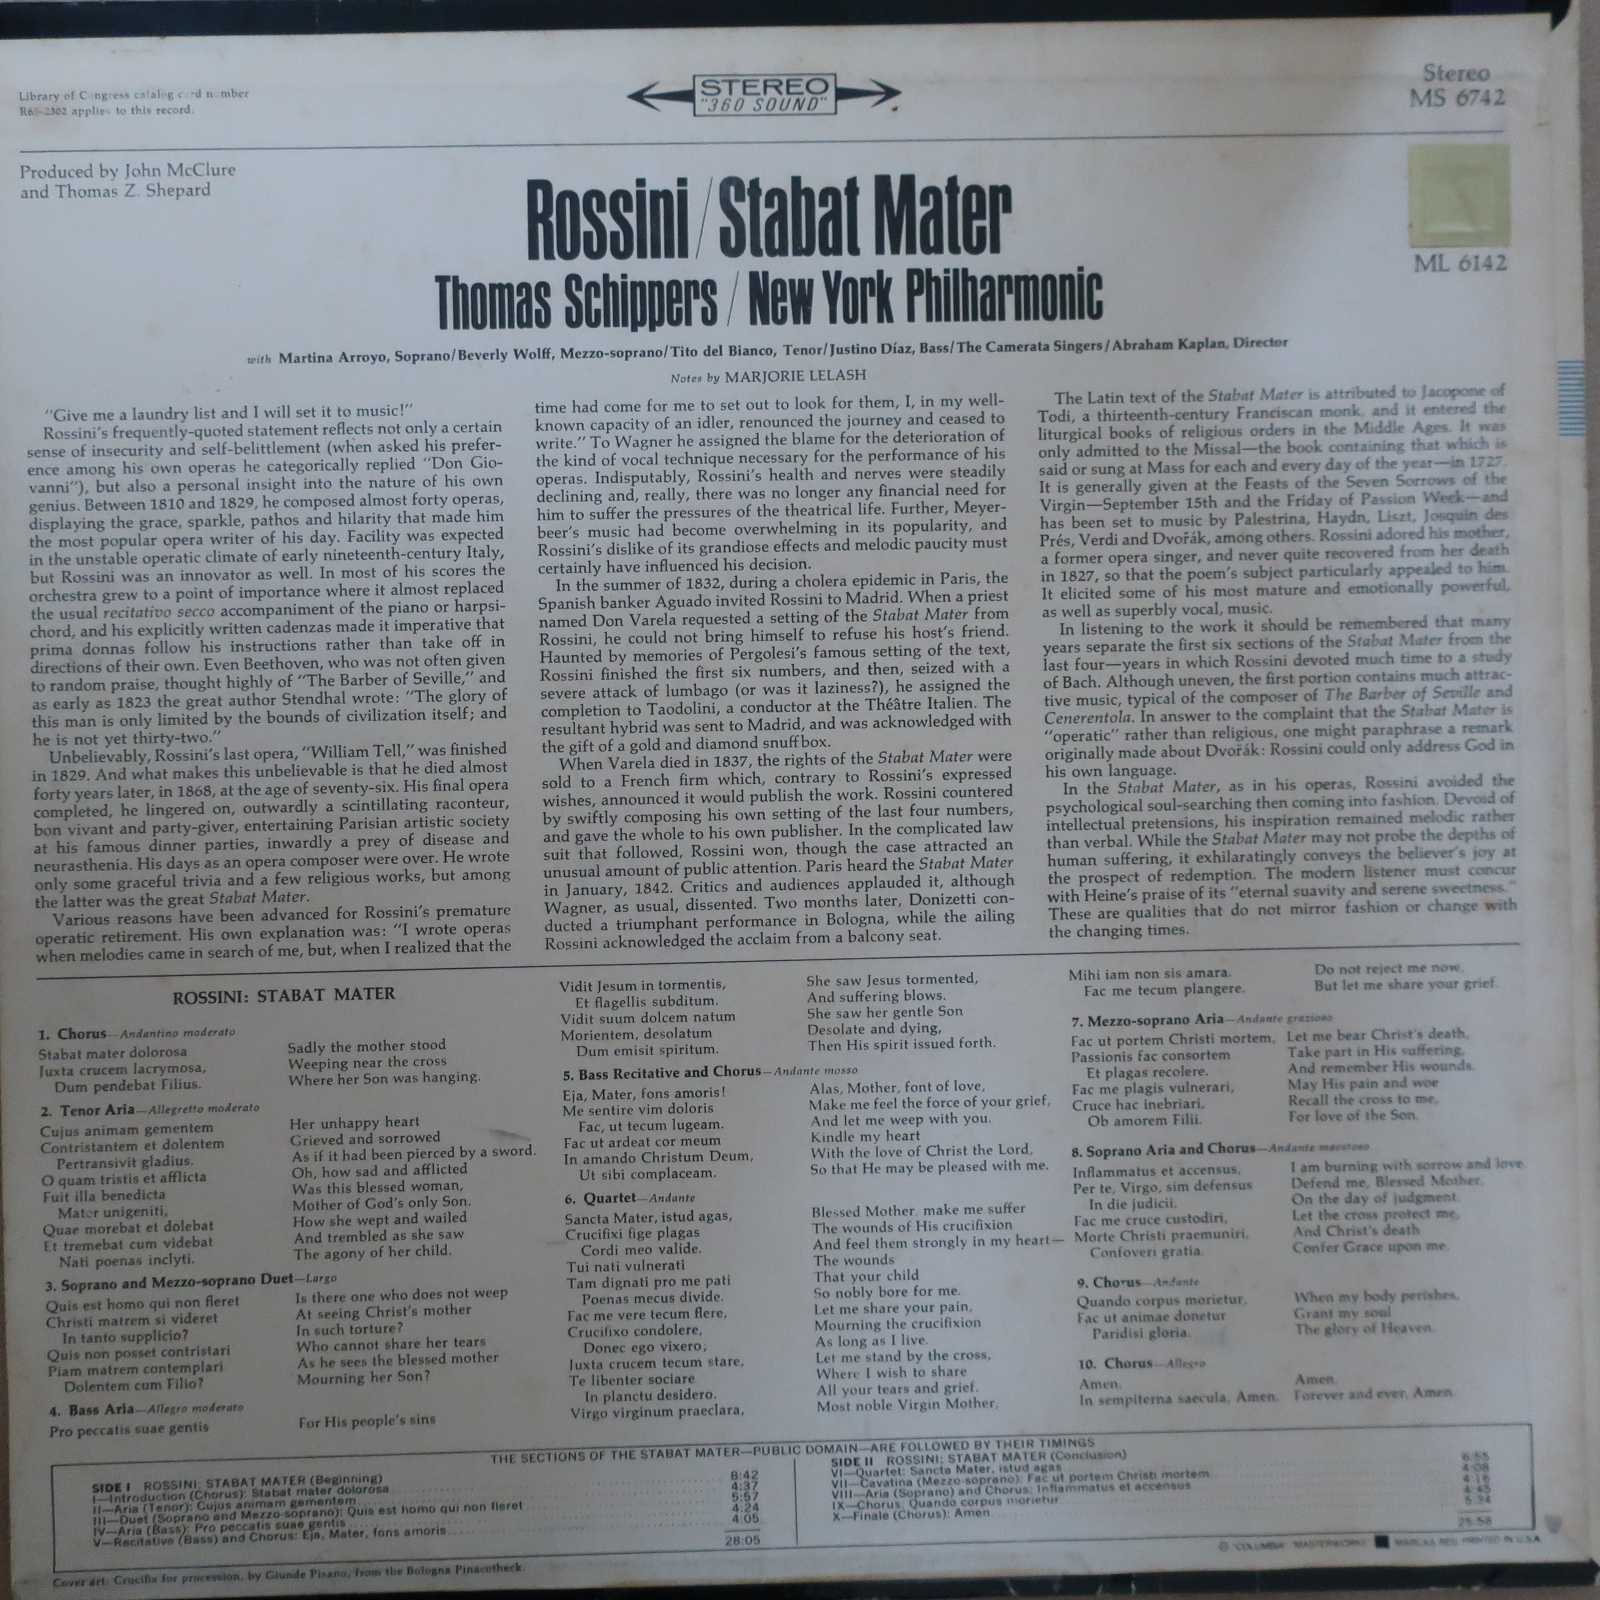 Library of Congress catalog card number
R65-2302 applies to this record.
STEREO
"360 SOUND"
Stereo
MS 6742
Produced by John McClure
and Thomas Z. Shepard
Rossini/Stabat Mater
Thomas Schippers/New York Philharmonic
ML 6142
with Martina Arroyo, Soprano/Beverly Wolff, Mezzo-soprano/Tito del Bianco, Tenor/Justino Díaz, Bass/The Camerata Singers/Abraham Kaplan, Director
Notes by MARJORIE LELASH
"Give me a laundry list and I will set it to music!"
Rossini's frequently-quoted statement reflects not only a certain
sense of insecurity and self-belittlement (when asked his prefer-
ence among his own operas he categorically replied "Don Gio-
vanni"), but also a personal insight into the nature of his own
genius. Between 1810 and 1829, he composed almost forty operas,
displaying the grace, sparkle, pathos and hilarity that made him
the most popular opera writer of his day. Facility was expected
in the unstable operatic climate of early nineteenth-century Italy,
but Rossini was an innovator as well. In most of his scores the
orchestra grew to a point of importance where it almost replaced
the usual recitativo secco accompaniment of the piano or harpsi-
chord, and his explicitly written cadenzas made it imperative that
prima donnas follow his instructions rather than take off in
directions of their own. Even Beethoven, who was not often given
to random praise, thought highly of "The Barber of Seville," and
as early as 1823 the great author Stendhal wrote: "The glory of
this man is only limited by the bounds of civilization itself; and
he is not yet thirty-two."
Unbelievably, Rossini's last opera, "William Tell," was finished
in 1829. And what makes this unbelievable is that he died almost
forty years later, in 1868, at the age of seventy-six. His final opera
completed, he lingered on, outwardly a scintillating raconteur,
bon vivant and party-giver, entertaining Parisian artistic society
at his famous dinner parties, inwardly a prey of disease and
neurasthenia. His days as an opera composer were over. He wrote
only some graceful trivia and a few religious works, but among
the latter was the great Stabat Mater.
Various reasons have been advanced for Rossini's premature
operatic retirement. His own explanation was: "I wrote operas
when melodies came in search of me, but, when I realized that the
time had come for me to set out to look for them, I, in my well-
known capacity of an idler, renounced the journey and ceased to
write." To Wagner he assigned the blame for the deterioration of
the kind of vocal technique necessary for the performance of his
operas. Indisputably, Rossini's health and nerves were steadily
declining and, really, there was no longer any financial need for
him to suffer the pressures of the theatrical life. Further, Meyer-
beer's music had become overwhelming in its popularity, and
Rossini's dislike of its grandiose effects and melodic paucity must
certainly have influenced his decision.
In the summer of 1832, during a cholera epidemic in Paris, the
Spanish banker Aguado invited Rossini to Madrid. When a priest
named Don Varela requested a setting of the Stabat Mater from
Rossini, he could not bring himself to refuse his host's friend.
Haunted by memories of Pergolesi's famous setting of the text,
Rossini finished the first six numbers, and then, seized with a
severe attack of lumbago (or was it laziness?), he assigned the
completion to Taodolini, a conductor at the Théâtre Italien. The
resultant hybrid was sent to Madrid, and was acknowledged with
the gift of a gold and diamond snuffbox.
When Varela died in 1837, the rights of the Stabat Mater were
sold to a French firm which, contrary to Rossini's expressed
wishes, announced it would publish the work. Rossini countered
by swiftly composing his own setting of the last four numbers,
and gave the whole to his own publisher. In the complicated law
suit that followed, Rossini won, though the case attracted an
unusual amount of public attention. Paris heard the Stabat Mater
in January, 1842. Critics and audiences applauded it, although
Wagner, as usual, dissented. Two months later, Donizetti con-
ducted a triumphant performance in Bologna, while the ailing
Rossini acknowledged the acclaim from a balcony seat.
The Latin text of the Stabat Mater is attributed to Jacopone of
Todi, a thirteenth-century Franciscan monk, and it entered the
liturgical books of religious orders in the Middle Ages. It was
only admitted to the Missal—the book containing that which is
said or sung at Mass for each and every day of the year—in 1727.
It is generally given at the Feasts of the Seven Sorrows of the
Virgin—September 15th and the Friday of Passion Week—and
has been set to music by Palestrina, Haydn, Liszt, Josquin des
Prés, Verdi and Dvořák, among others. Rossini adored his mother,
a former opera singer, and never quite recovered from her death
in 1827, so that the poem's subject particularly appealed to him.
It elicited some of his most mature and emotionally powerful,
as well as superbly vocal, music.
In listening to the work it should be remembered that many
years separate the first six sections of the Stabat Mater from the
last four—years in which Rossini devoted much time to a study
of Bach. Although uneven, the first portion contains much attrac-
tive music, typical of the composer of The Barber of Seville and
Cenerentola. In answer to the complaint that the Stabat Mater is
"operatic" rather than religious, one might paraphrase a remark
originally made about Dvořák: Rossini could only address God in
his own language.
In the Stabat Mater, as in his operas, Rossini avoided the
psychological soul-searching then coming into fashion. Devoid of
intellectual pretensions, his inspiration remained melodic rather
than verbal. While the Stabat Mater may not probe the depths of
human suffering, it exhilaratingly conveys the believer's joy at
the prospect of redemption. The modern listener must concur
with Heine's praise of its "eternal suavity and serene sweetness."
These are qualities that do not mirror fashion or change with
the changing times.
ROSSINI: STABAT MATER
1. Chorus—Andantino moderato
Stabat mater dolorosa Sadly the mother stood
Juxta crucem lacrymosa, Weeping near the cross
Dum pendebat Filius. Where her Son was hanging.
2. Tenor Aria—Allegretto moderato
Cujus animam gementem Her unhappy heart
Contristantem et dolentem Grieved and sorrowed
Pertransivit gladius. As if it had been pierced by a sword.
O quam tristis et afflicta Oh, how sad and afflicted
Fuit illa benedicta Was this blessed woman,
Mater unigeniti, Mother of God's only Son.
Quae morebat et dolebat How she wept and wailed
Et tremebat cum videbat And trembled as she saw
Nati poenas inclyti. The agony of her child.
3. Soprano and Mezzo-soprano Duet—Largo
Quis est homo qui non fleret Is there one who does not weep
Christi matrem si videret At seeing Christ's mother
In tanto supplicio? In such torture?
Quis non posset contristari Who cannot share her tears
Piam matrem contemplari As he sees the blessed mother
Dolentem cum Filio? Mourning her Son?
4. Bass Aria—Allegro moderato
Pro peccatis suae gentis For His people's sins
Vidit Jesum in tormentis, She saw Jesus tormented,
Et flagellis subditum. And suffering blows.
Vidit suum dolcem natum She saw her gentle Son
Morientem, desolatum Desolate and dying,
Dum emisit spiritum. Then His spirit issued forth.
5. Bass Recitative and Chorus—Andante mosso
Eja, Mater, fons amoris! Alas, Mother, font of love,
Me sentire vim doloris Make me feel the force of your grief,
Fac, ut tecum lugeam. And let me weep with you.
Fac ut ardeat cor meum Kindle my heart
In amando Christum Deum, With the love of Christ the Lord,
Ut sibi complaceam. So that He may be pleased with me.
6. Quartet—Andante
Sancta Mater, istud agas, Blessed Mother, make me suffer
Crucifixi fige plagas The wounds of His crucifixion
Cordi meo valide. And feel them strongly in my heart—
Tui nati vulnerati The wounds
Tam dignati pro me pati That your child
Poenas mecus divide. So nobly bore for me.
Fac me vere tecum flere, Let me share your pain,
Crucifixo condolere, Mourning the crucifixion
Donec ego vixero; As long as I live.
Juxta crucem tecum stare, Let me stand by the cross,
Te libenter sociare Where I wish to share
In planctu desidero. All your tears and grief.
Virgo virginum praeclara, Most noble Virgin Mother,
Mihi iam non sis amara. Do not reject me now,
Fac me tecum plangere. But let me share your grief.
7. Mezzo-soprano Aria—Andante grazioso
Fac ut portem Christi mortem, Let me bear Christ's death,
Passionis fac consortem Take part in His suffering,
Et plagas recolere. And remember His wounds.
Fac me plagis vulnerari, May His pain and woe
Cruce hac inebriari, Recall the cross to me,
Ob amorem Filii. For love of the Son.
8. Soprano Aria and Chorus—Andante maestoso
Inflammatus et accensus, I am burning with sorrow and love.
Per te, Virgo, sim defensus Defend me, Blessed Mother,
In die judicii. On the day of judgment.
Fac me cruce custodiri, Let the cross protect me,
Morte Christi praemuniri, And Christ's death
Confoveri gratia. Confer Grace upon me.
9. Chorus—Andante
Quando corpus morietur, When my body perishes,
Fac ut animae donetur Grant my soul
Paridisi gloria. The glory of Heaven.
10. Chorus—Allegro
Amen. Amen.
In sempiterna saecula, Amen. Forever and ever, Amen.
THE SECTIONS OF THE STABAT MATER—PUBLIC DOMAIN—ARE FOLLOWED BY THEIR TIMINGS
SIDE I ROSSINI: STABAT MATER (Beginning)
I—Introduction (Chorus): Stabat mater dolorosa 8:42
II—Aria (Tenor): Cujus animam gementem 4:37
III—Duet (Soprano and Mezzo-soprano): Quis est homo qui non fleret 5:57
IV—Aria (Bass): Pro peccatis suae gentis 4:24
V—Recitative (Bass) and Chorus: Eja, Mater, fons amoris 4:05
28:05
SIDE II ROSSINI: STABAT MATER (Conclusion)
VI—Quartet: Sancta Mater, istud agas 6:55
VII—Cavatina (Mezzo-soprano): Fac ut portem Christi mortem 4:08
VIII—Aria (Soprano) and Chorus: Inflammatus et accensus 4:16
IX—Chorus: Quando corpus morietur 4:45
X—Finale (Chorus): Amen 5:34
25:58
© "COLUMBIA" "MASTERWORKS" MARCAS REG. PRINTED IN U.S.A.
Cover art: Crucifix for procession, by Giunde Pisano, from the Bologna Pinacotheck.